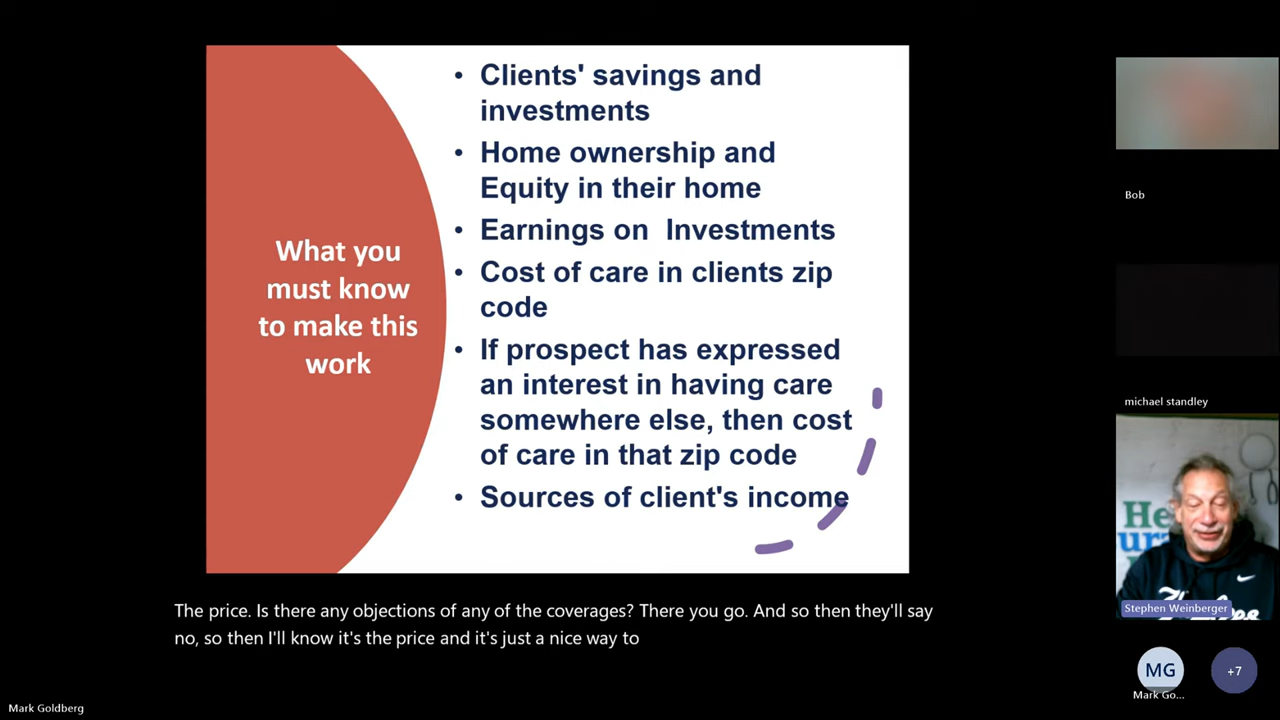 What you
must know
to make this
work
• Clients' savings and
investments
• Home ownership and
Equity in their home
• Earnings on  Investments
• Cost of care in clients zip
code
• If prospect has expressed
an interest in having care
somewhere else, then cost
of care in that zip code
• Sources of client's income
Bob
michael standley
Stephen Weinberger
MG
+7
Mark Go...
The price. Is there any objections of any of the coverages? There you go. And so then they'll say
no, so then I'll know it's the price and it's just a nice way to
Mark Goldberg